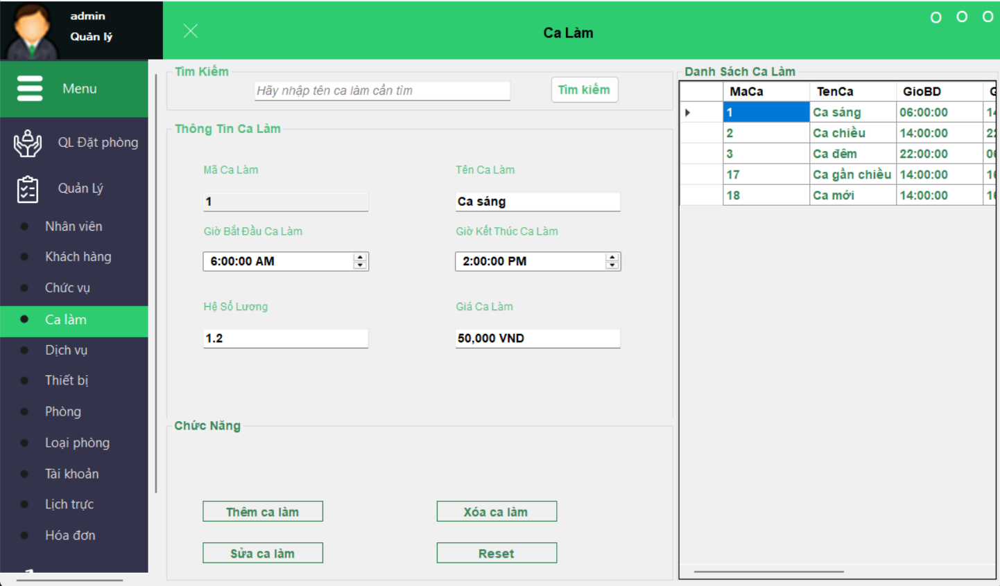 admin
Quản lý
Ca Làm
Menu
QL Đặt phòng
Quản Lý
Nhân viên
Khách hàng
Chức vụ
Ca làm
Dịch vụ
Thiết bị
Phòng
Loại phòng
Tài khoản
Lịch trực
Hóa đơn
Tìm Kiếm
Hãy nhập tên ca làm cần tìm
Tìm kiếm
Thông Tin Ca Làm
Mã Ca Làm
Tên Ca Làm
1
Ca sáng
Giờ Bắt Đầu Ca Làm
Giờ Kết Thúc Ca Làm
6:00:00 AM
2:00:00 PM
Hệ Số Lương
Giá Ca Làm
1.2
50,000 VND
Chức Năng
Thêm ca làm
Xóa ca làm
Sửa ca làm
Reset
Danh Sách Ca Làm
MaCa TenCa GioBD
1 Ca sáng 06:00:00
2 Ca chiều 14:00:00
3 Ca đêm 22:00:00
17 Ca gần chiều 14:00:00
18 Ca mới 14:00:00